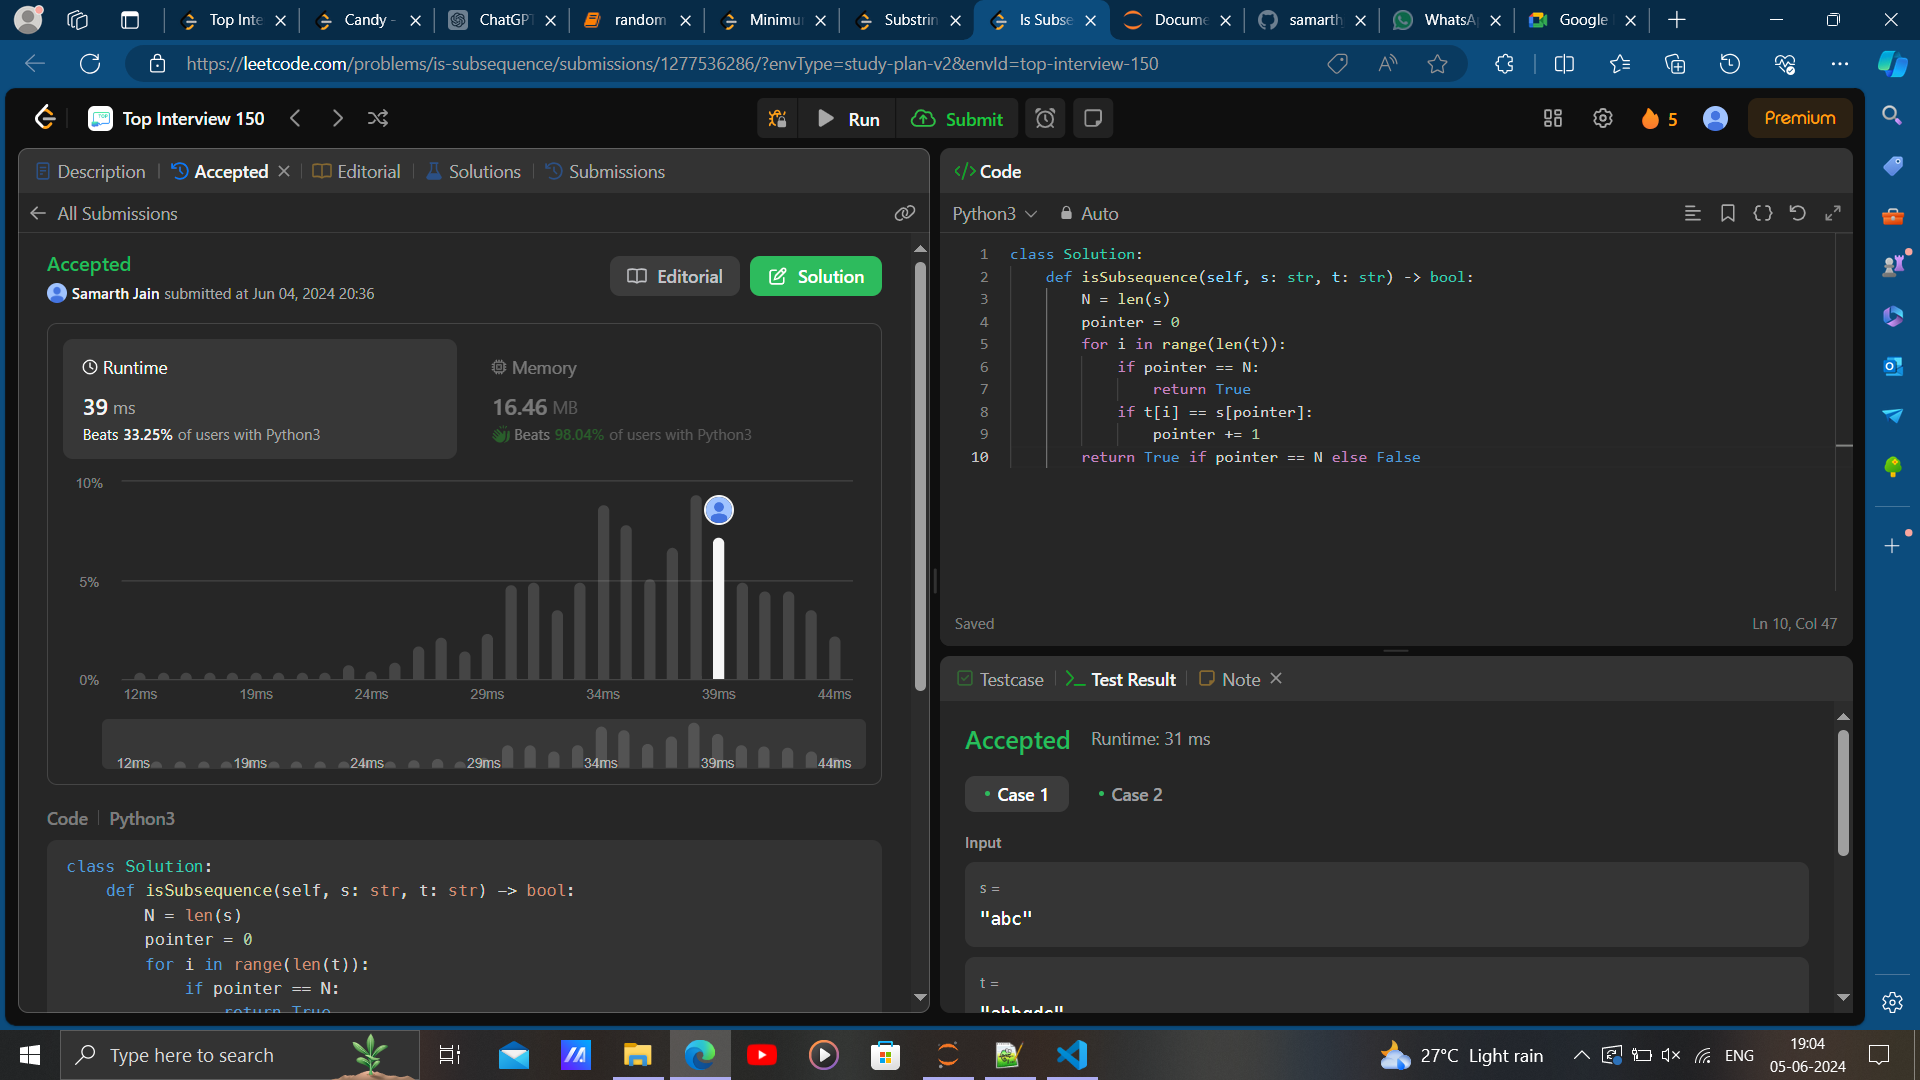 Top Inte
Candy -
ChatGP
random
Minimu
Substrin
Is Subse
Docume
samarth
WhatsA
Google
https://leetcode.com/problems/is-subsequence/submissions/1277536286/?envType=study-plan-v2&envId=top-interview-150
Top Interview 150
Run
Submit
5
Premium
Description
Accepted
Editorial
Solutions
Submissions
All Submissions
Accepted
Samarth Jain submitted at Jun 04, 2024 20:36
Editorial
Solution
Runtime
39 ms
Beats 33.25% of users with Python3
Memory
16.46 MB
Beats 98.04% of users with Python3
10%
5%
0%
12ms 19ms 24ms 29ms 34ms 39ms 44ms
12ms 19ms 24ms 29ms 34ms 39ms 44ms
Code
Python3
class Solution:
    def isSubsequence(self, s: str, t: str) -> bool:
        N = len(s)
        pointer = 0
        for i in range(len(t)):
            if pointer == N:
                return True
</> Code
Python3
Auto
1 class Solution:
2     def isSubsequence(self, s: str, t: str) -> bool:
3         N = len(s)
4         pointer = 0
5         for i in range(len(t)):
6             if pointer == N:
7                 return True
8             if t[i] == s[pointer]:
9                 pointer += 1
10         return True if pointer == N else False
Saved
Ln 10, Col 47
Testcase
Test Result
Note
Accepted
Runtime: 31 ms
Case 1
Case 2
Input
s =
"abc"
t =
"ahbgdc"
Type here to search
27°C Light rain
ENG
19:04
05-06-2024